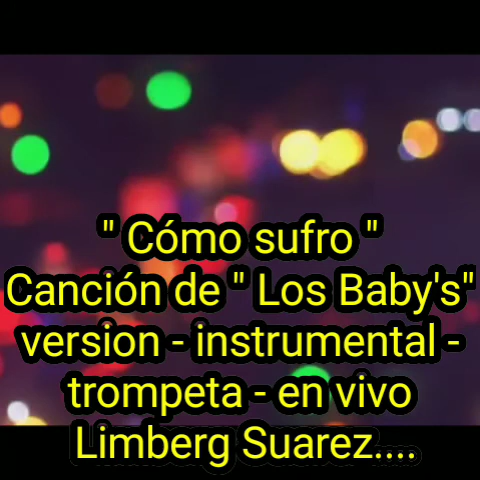 " Cómo sufro "
Canción de " Los Baby's"
version - instrumental -
trompeta - en vivo
Limberg Suarez....